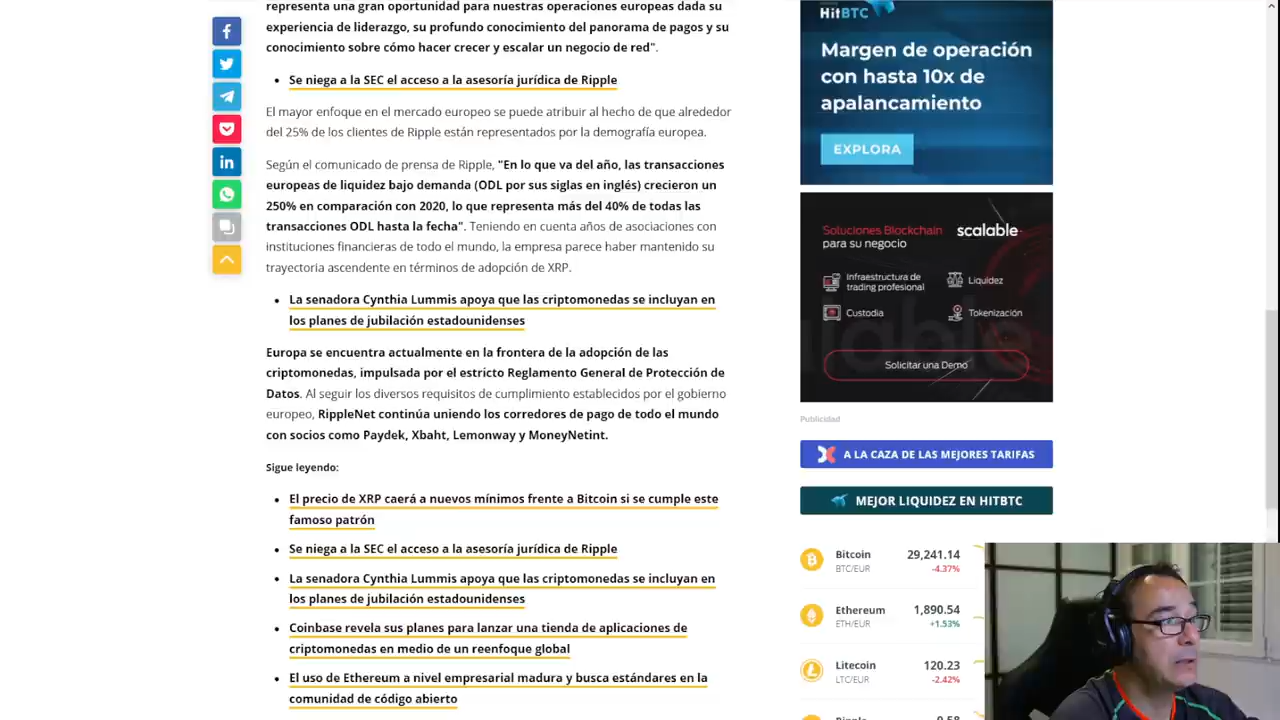 representa una gran oportunidad para nuestras operaciones europeas dada su
experiencia de liderazgo, su profundo conocimiento del panorama de pagos y su
conocimiento sobre cómo hacer crecer y escalar un negocio de red".
Se niega a la SEC el acceso a la asesoría jurídica de Ripple
El mayor enfoque en el mercado europeo se puede atribuir al hecho de que alrededor
del 25% de los clientes de Ripple están representados por la demografía europea.
Según el comunicado de prensa de Ripple, "En lo que va del año, las transacciones
europeas de liquidez bajo demanda (ODL por sus siglas en inglés) crecieron un
250% en comparación con 2020, lo que representa más del 40% de todas las
transacciones ODL hasta la fecha". Teniendo en cuenta años de asociaciones con
instituciones financieras de todo el mundo, la empresa parece haber mantenido su
trayectoria ascendente en términos de adopción de XRP.
La senadora Cynthia Lummis apoya que las criptomonedas se incluyan en
los planes de jubilación estadounidenses
Europa se encuentra actualmente en la frontera de la adopción de las
criptomonedas, impulsada por el estricto Reglamento General de Protección de
Datos. Al seguir los diversos requisitos de cumplimiento establecidos por el gobierno
europeo, RippleNet continúa uniendo los corredores de pago de todo el mundo
con socios como Paydek, Xbaht, Lemonway y MoneyNetint.
Sigue leyendo:
El precio de XRP caerá a nuevos mínimos frente a Bitcoin si se cumple este
famoso patrón
Se niega a la SEC el acceso a la asesoría jurídica de Ripple
La senadora Cynthia Lummis apoya que las criptomonedas se incluyan en
los planes de jubilación estadounidenses
Coinbase revela sus planes para lanzar una tienda de aplicaciones de
criptomonedas en medio de un reenfoque global
El uso de Ethereum a nivel empresarial madura y busca estándares en la
comunidad de código abierto
HitBTC
Margen de operación
con hasta 10x de
apalancamiento
EXPLORA
Soluciones Blockchain
para su negocio
scalable
Infraestructura de
trading profesional
Liquidez
Custodia
Tokenización
Solicitar una Demo
Publicidad
A LA CAZA DE LAS MEJORES TARIFAS
MEJOR LIQUIDEZ EN HITBTC
Bitcoin 29,241.14
BTC/EUR -4.37%
Ethereum 1,890.54
ETH/EUR +1.53%
Litecoin 120.23
LTC/EUR -2.42%
Ripple 0.58